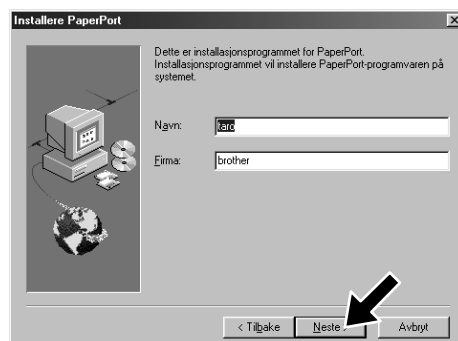 Installere PaperPort
Dette er installasjonsprogrammet for PaperPort.
Installasjonsprogrammet vil installere PaperPort-programvaren på
systemet.
Navn: taro
Firma: brother
< Tilbake Neste > Avbryt